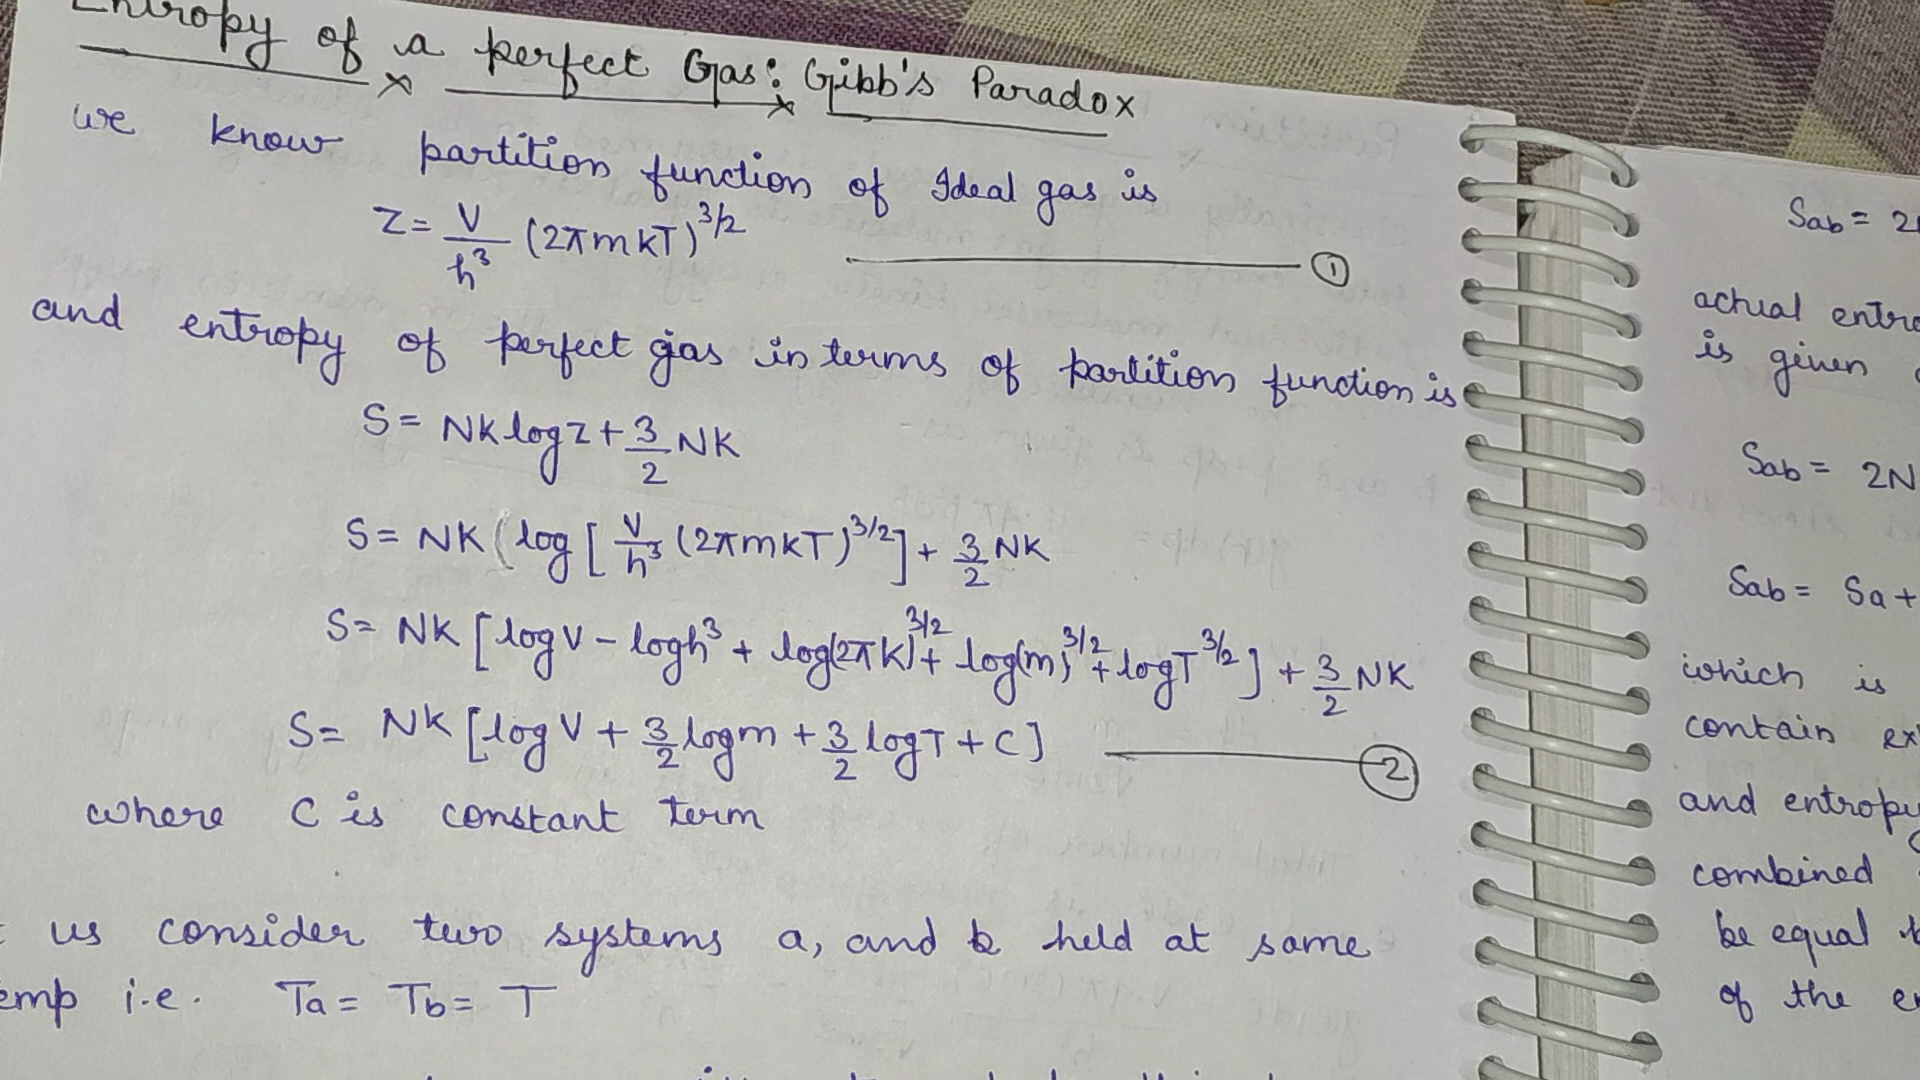 Entropy of a perfect Gas: Gibb's Paradox
we know partition function of Ideal gas is
Z = V/h³ (2πmKT)^3/2 ——— ①
and entropy of perfect gas in terms of partition function is
S = NK log Z + 3/2 NK
S = NK ( log [ V/h³ (2πmKT)^3/2 ] + 3/2 NK
S = NK [ log V - log h³ + log(2πK)^3/2 + log(m)^3/2 + log T^3/2 ] + 3/2 NK
S = NK [log V + 3/2 log m + 3/2 log T + C] ——— ②
where C is constant term
us consider two systems a, and b held at same
emp i.e. Ta = Tb = T
Sab = 2
actual entro
is given
Sab = 2N
Sab = Sa +
which is
contain ex
and entropy
combined
be equal
of the e